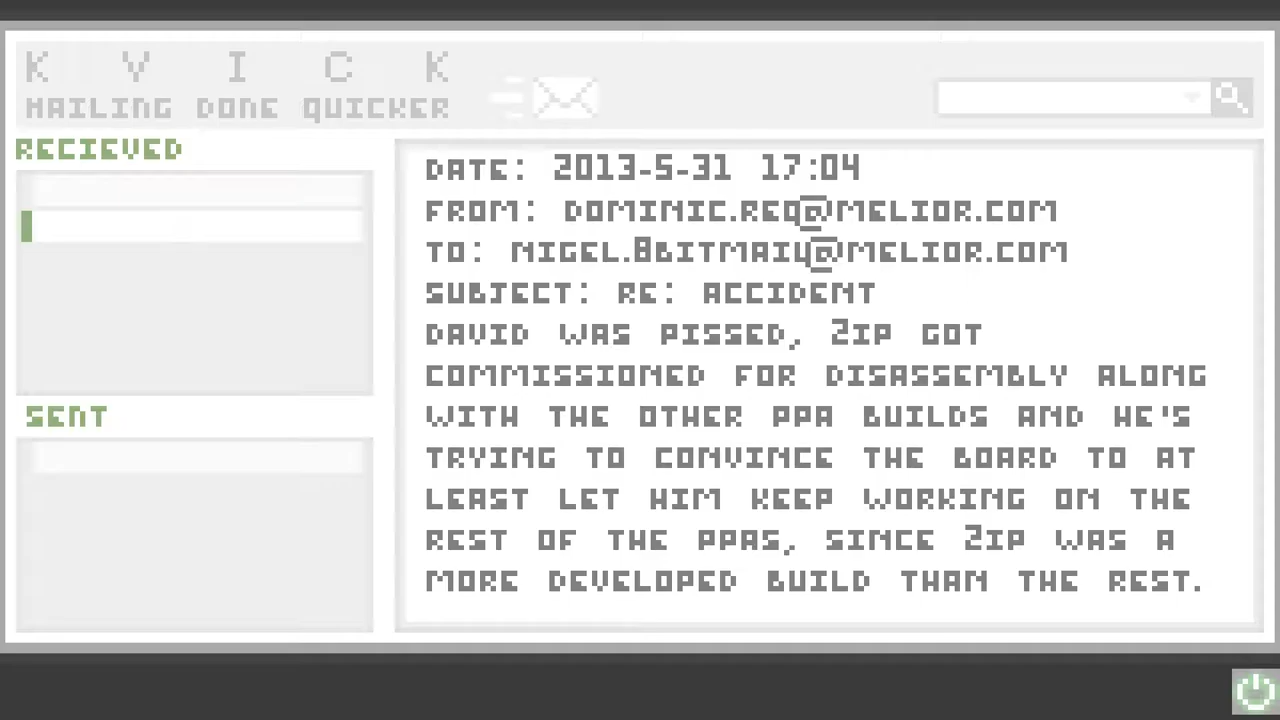 K V I C K
MAILING DONE QUICKER
RECIEVED
SENT
DATE: 2013-5-31 17:04
FROM: DOMINIC.REQ@MELIOR.COM
TO: NIGEL.8BITMAIL@MELIOR.COM
SUBJECT: RE: ACCIDENT
DAVID WAS PISSED, ZIP GOT
COMMISSIONED FOR DISASSEMBLY ALONG
WITH THE OTHER PPA BUILDS AND HE'S
TRYING TO CONVINCE THE BOARD TO AT
LEAST LET HIM KEEP WORKING ON THE
REST OF THE PPAS, SINCE ZIP WAS A
MORE DEVELOPED BUILD THAN THE REST.